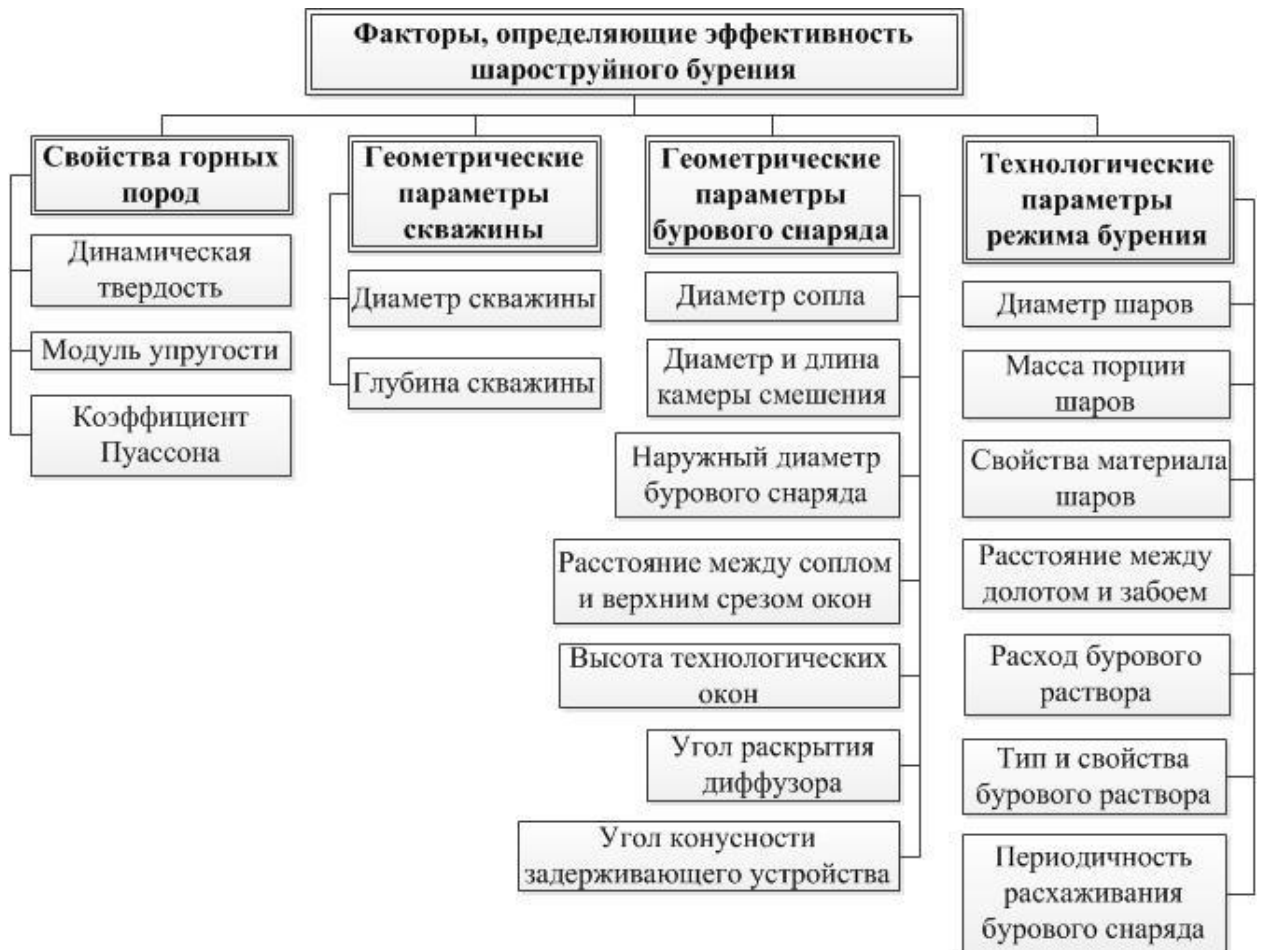 Факторы, определяющие эффективность
шароструйного бурения
Свойства горных
пород
Динамическая
твердость
Модуль упругости
Коэффициент
Пуассона
Геометрические
параметры
скважины
Диаметр скважины
Глубина скважины
Геометрические
параметры
бурового снаряда
Диаметр сопла
Диаметр и длина
камеры смешения
Наружный диаметр
бурового снаряда
Расстояние между соплом
и верхним срезом окон
Высота технологических
окон
Угол раскрытия
диффузора
Угол конусности
задерживающего устройства
Технологические
параметры
режима бурения
Диаметр шаров
Масса порции
шаров
Свойства материала
шаров
Расстояние между
долотом и забоем
Расход бурового
раствора
Тип и свойства
бурового раствора
Периодичность
расхаживания
бурового снаряда